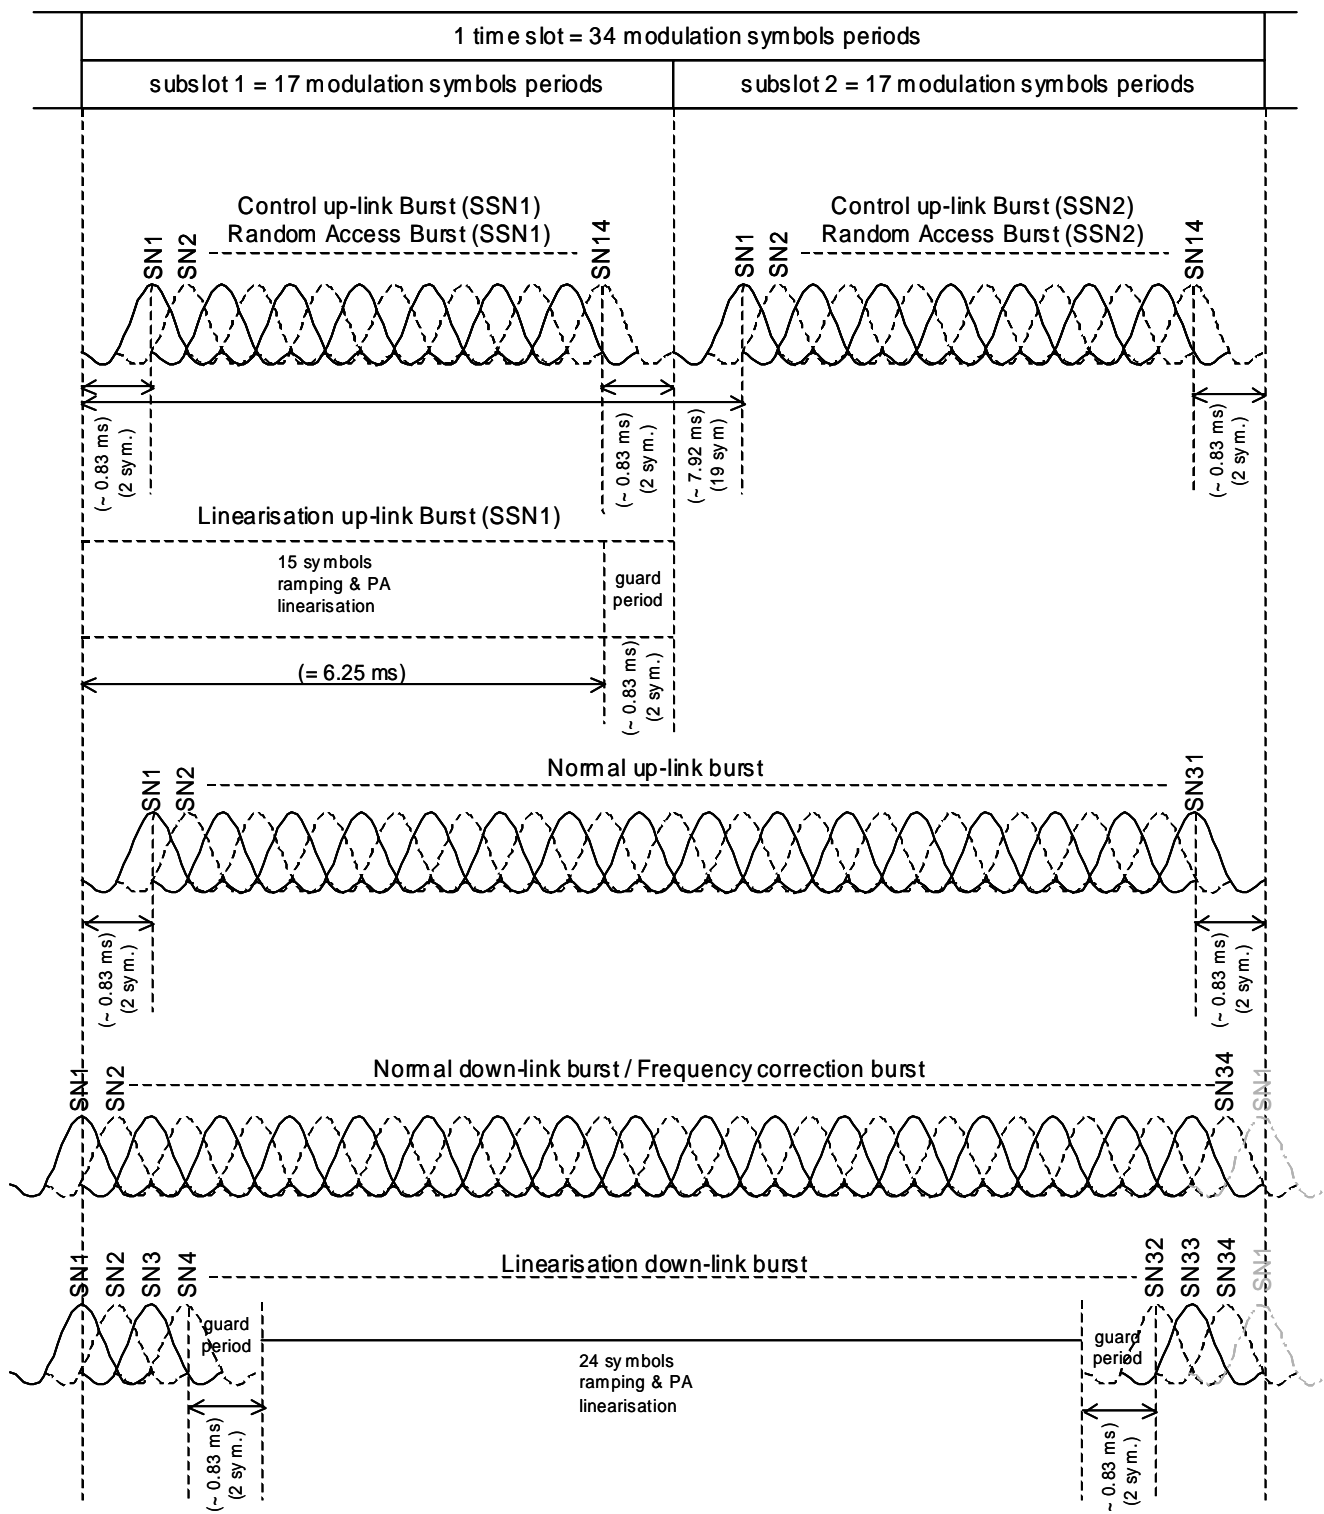 1 time slot = 34 modulation symbols periods
subslot 1 = 17 modulation symbols periods
subslot 2 = 17 modulation symbols periods
Control up-link Burst (SSN1)
Random Access Burst (SSN1)
SN1
SN2
SN14
Control up-link Burst (SSN2)
Random Access Burst (SSN2)
SN1
SN2
SN14
(~ 0.83 ms)
(2 sym.)
(~ 0.83 ms)
(2 sym.)
(~ 7.92 ms)
(19 sym)
(~ 0.83 ms)
(2 sym.)
Linearisation up-link Burst (SSN1)
15 symbols
ramping & PA
linearisation
guard
period
(= 6.25 ms)
(~ 0.83 ms)
(2 sym.)
Normal up-link burst
SN1
SN2
SN31
(~ 0.83 ms)
(2 sym.)
(~ 0.83 ms)
(2 sym.)
Normal down-link burst / Frequency correction burst
SN1
SN2
SN34
SN1
Linearisation down-link burst
SN1
SN2
SN3
SN4
SN32
SN33
SN34
SN1
guard
period
24 symbols
ramping & PA
linearisation
guard
period
(~ 0.83 ms)
(2 sym.)
~ 0.83 ms)
(2 sym.)